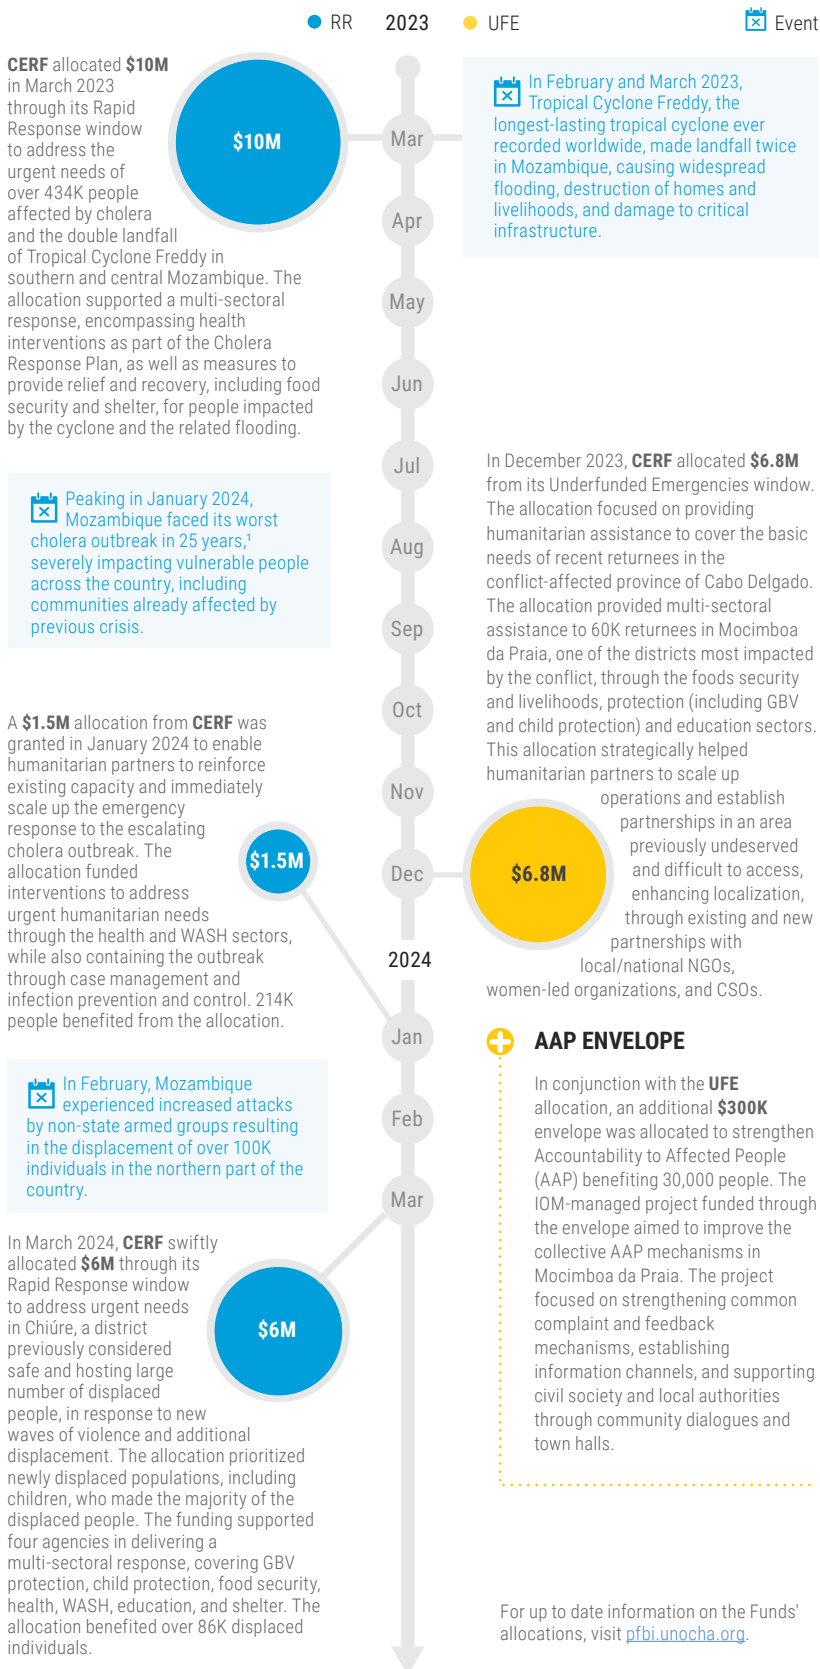 RR
2023
UFE
Event
CERF allocated $10M
in March 2023
through its Rapid
Response window
to address the
urgent needs of
over 434K people
affected by cholera
and the double landfall
of Tropical Cyclone Freddy in
southern and central Mozambique. The
allocation supported a multi-sectoral
response, encompassing health
interventions as part of the Cholera
Response Plan, as well as measures to
provide relief and recovery, including food
security and shelter, for people impacted
by the cyclone and the related flooding.
$10M
Mar
In February and March 2023,
Tropical Cyclone Freddy, the
longest-lasting tropical cyclone ever
recorded worldwide, made landfall twice
in Mozambique, causing widespread
flooding, destruction of homes and
livelihoods, and damage to critical
infrastructure.
Apr
May
Jun
Jul
Aug
Sep
Oct
Nov
Dec
Peaking in January 2024,
Mozambique faced its worst
cholera outbreak in 25 years,¹
severely impacting vulnerable people
across the country, including
communities already affected by
previous crisis.
In December 2023, CERF allocated $6.8M
from its Underfunded Emergencies window.
The allocation focused on providing
humanitarian assistance to cover the basic
needs of recent returnees in the
conflict-affected province of Cabo Delgado.
The allocation provided multi-sectoral
assistance to 60K returnees in Mocimboa
da Praia, one of the districts most impacted
by the conflict, through the foods security
and livelihoods, protection (including GBV
and child protection) and education sectors.
This allocation strategically helped
humanitarian partners to scale up
operations and establish
partnerships in an area
previously undeserved
and difficult to access,
enhancing localization,
through existing and new
partnerships with
local/national NGOs,
women-led organizations, and CSOs.
$6.8M
A $1.5M allocation from CERF was
granted in January 2024 to enable
humanitarian partners to reinforce
existing capacity and immediately
scale up the emergency
response to the escalating
cholera outbreak. The
allocation funded
interventions to address
urgent humanitarian needs
through the health and WASH sectors,
while also containing the outbreak
through case management and
infection prevention and control. 214K
people benefited from the allocation.
$1.5M
2024
Jan
Feb
Mar
AAP ENVELOPE
In conjunction with the UFE
allocation, an additional $300K
envelope was allocated to strengthen
Accountability to Affected People
(AAP) benefiting 30,000 people. The
IOM-managed project funded through
the envelope aimed to improve the
collective AAP mechanisms in
Mocimboa da Praia. The project
focused on strengthening common
complaint and feedback
mechanisms, establishing
information channels, and supporting
civil society and local authorities
through community dialogues and
town halls.
In February, Mozambique
experienced increased attacks
by non-state armed groups resulting
in the displacement of over 100K
individuals in the northern part of the
country.
In March 2024, CERF swiftly
allocated $6M through its
Rapid Response window
to address urgent needs
in Chiúre, a district
previously considered
safe and hosting large
number of displaced
people, in response to new
waves of violence and additional
displacement. The allocation prioritized
newly displaced populations, including
children, who made the majority of the
displaced people. The funding supported
four agencies in delivering a
multi-sectoral response, covering GBV
protection, child protection, food security,
health, WASH, education, and shelter. The
allocation benefited over 86K displaced
individuals.
$6M
For up to date information on the Funds'
allocations, visit pfbi.unocha.org.